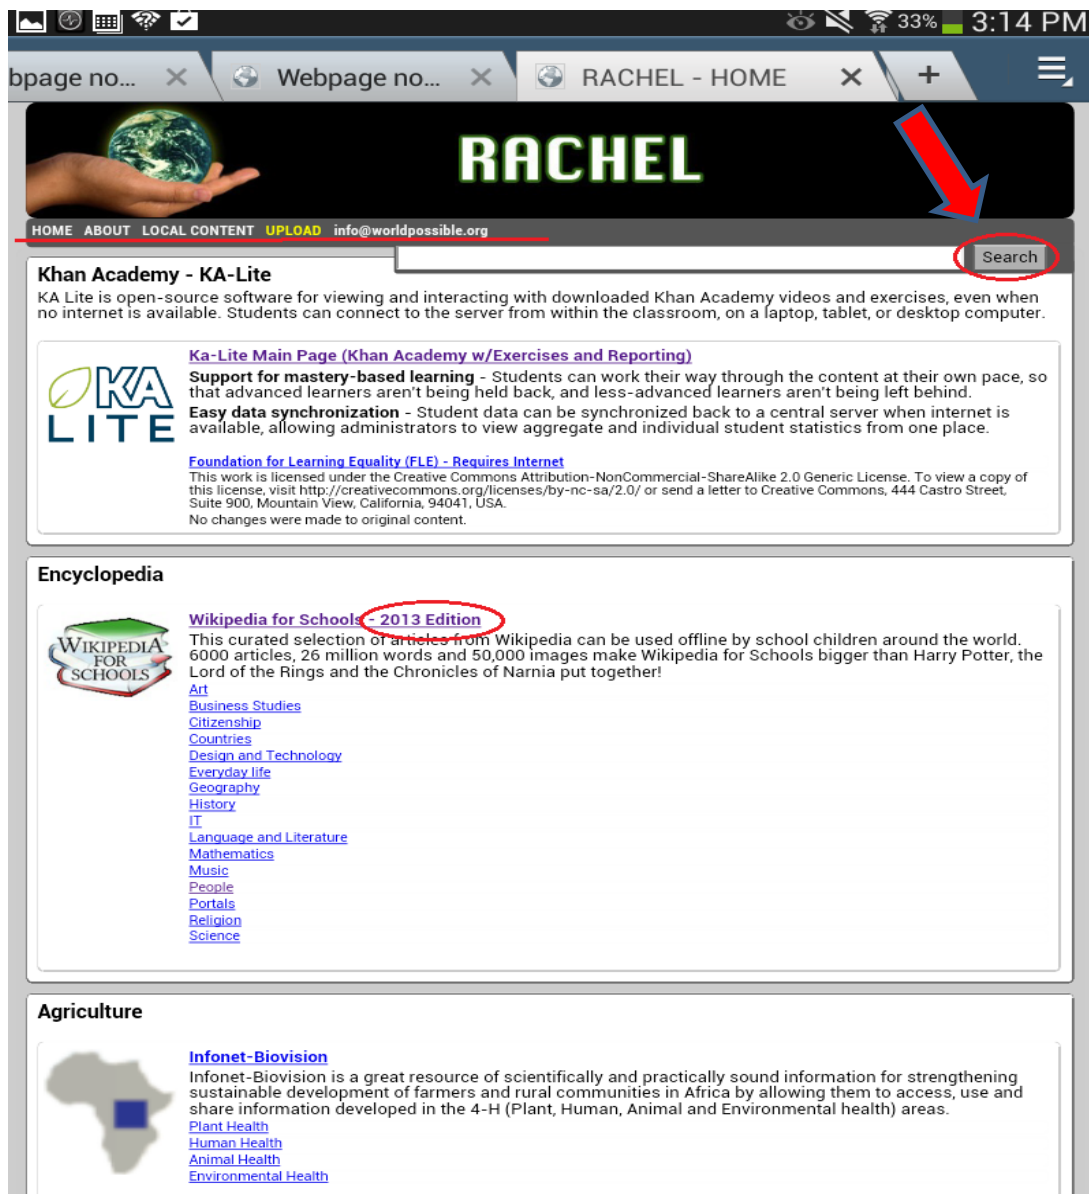 33% 3:14 PM
bpage no... Webpage no... RACHEL - HOME
RACHEL
HOME ABOUT LOCAL CONTENT UPLOAD info@worldpossible.org
Search
Khan Academy - KA-Lite
KA Lite is open-source software for viewing and interacting with downloaded Khan Academy videos and exercises, even when
no internet is available. Students can connect to the server from within the classroom, on a laptop, tablet, or desktop computer.
KA
LITE
Ka-Lite Main Page (Khan Academy w/Exercises and Reporting)
Support for mastery-based learning - Students can work their way through the content at their own pace, so
that advanced learners aren't being held back, and less-advanced learners aren't being left behind.
Easy data synchronization - Student data can be synchronized back to a central server when internet is
available, allowing administrators to view aggregate and individual student statistics from one place.
Foundation for Learning Equality (FLE) - Requires Internet
This work is licensed under the Creative Commons Attribution-NonCommercial-ShareAlike 2.0 Generic License. To view a copy of
this license, visit http://creativecommons.org/licenses/by-nc-sa/2.0/ or send a letter to Creative Commons, 444 Castro Street,
Suite 900, Mountain View, California, 94041, USA.
No changes were made to original content.
Encyclopedia
WIKIPEDIA
FOR
SCHOOLS
Wikipedia for Schools - 2013 Edition
This curated selection of articles from Wikipedia can be used offline by school children around the world.
6000 articles, 26 million words and 50,000 images make Wikipedia for Schools bigger than Harry Potter, the
Lord of the Rings and the Chronicles of Narnia put together!
Art
Business Studies
Citizenship
Countries
Design and Technology
Everyday life
Geography
History
IT
Language and Literature
Mathematics
Music
People
Portals
Religion
Science
Agriculture
Infonet-Biovision
Infonet-Biovision is a great resource of scientifically and practically sound information for strengthening
sustainable development of farmers and rural communities in Africa by allowing them to access, use and
share information developed in the 4-H (Plant, Human, Animal and Environmental health) areas.
Plant Health
Human Health
Animal Health
Environmental Health